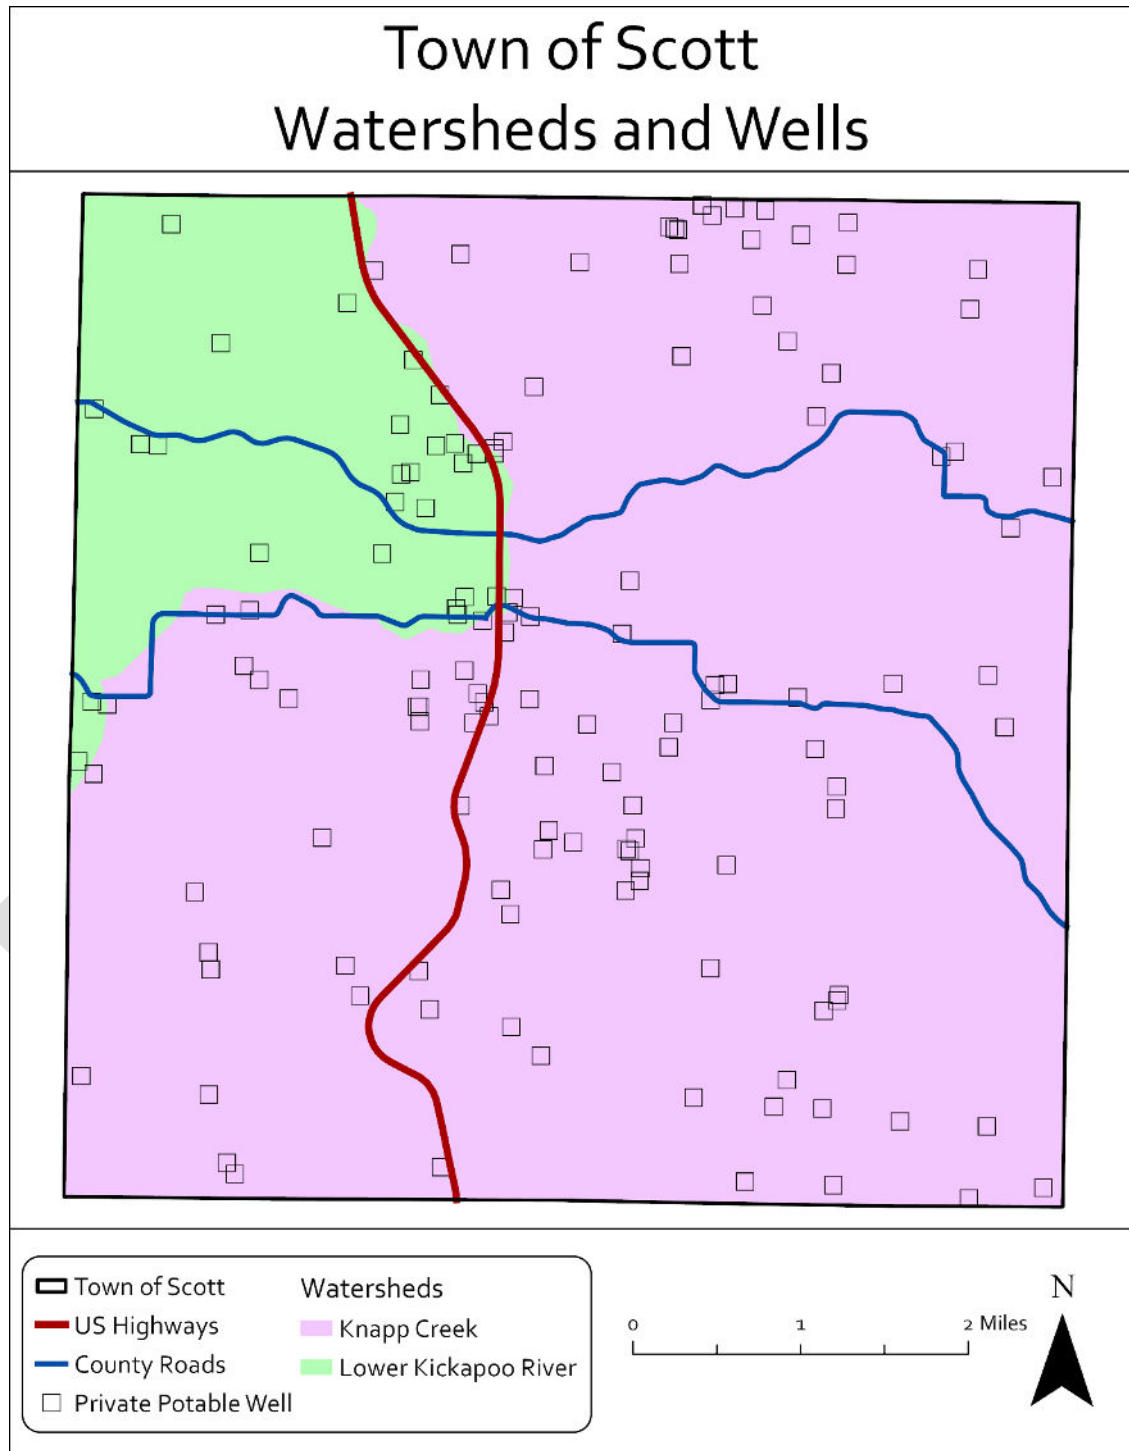 Town of Scott
Watersheds and Wells
Town of Scott
US Highways
County Roads
Private Potable Well
Watersheds
Knapp Creek
Lower Kickapoo River
0 1 2 Miles
N